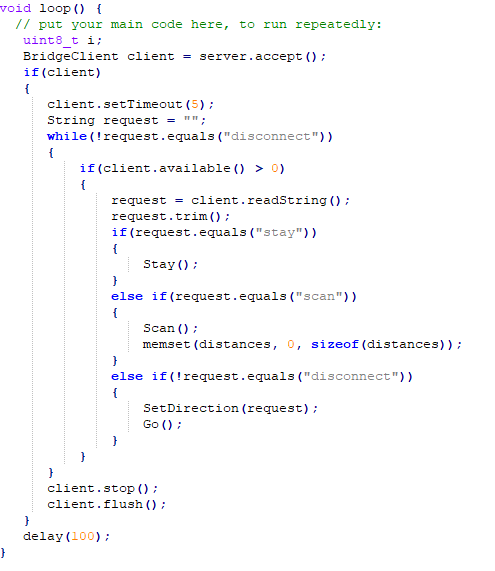 void loop() {
  // put your main code here, to run repeatedly:
   uint8_t i;
   BridgeClient client = server.accept();
   if(client)
   {
      client.setTimeout(5);
      String request = "";
      while(!request.equals("disconnect"))
      {
          if(client.available() > 0)
          {
              request = client.readString();
              request.trim();
              if(request.equals("stay"))
              {
                  Stay();
              }
              else if(request.equals("scan"))
              {
                  Scan();
                  memset(distances, 0, sizeof(distances));
              }
              else if(!request.equals("disconnect"))
              {
                  SetDirection(request);
                  Go();
              }
          }
      }
      client.stop();
      client.flush();
   }
   delay(100);
}